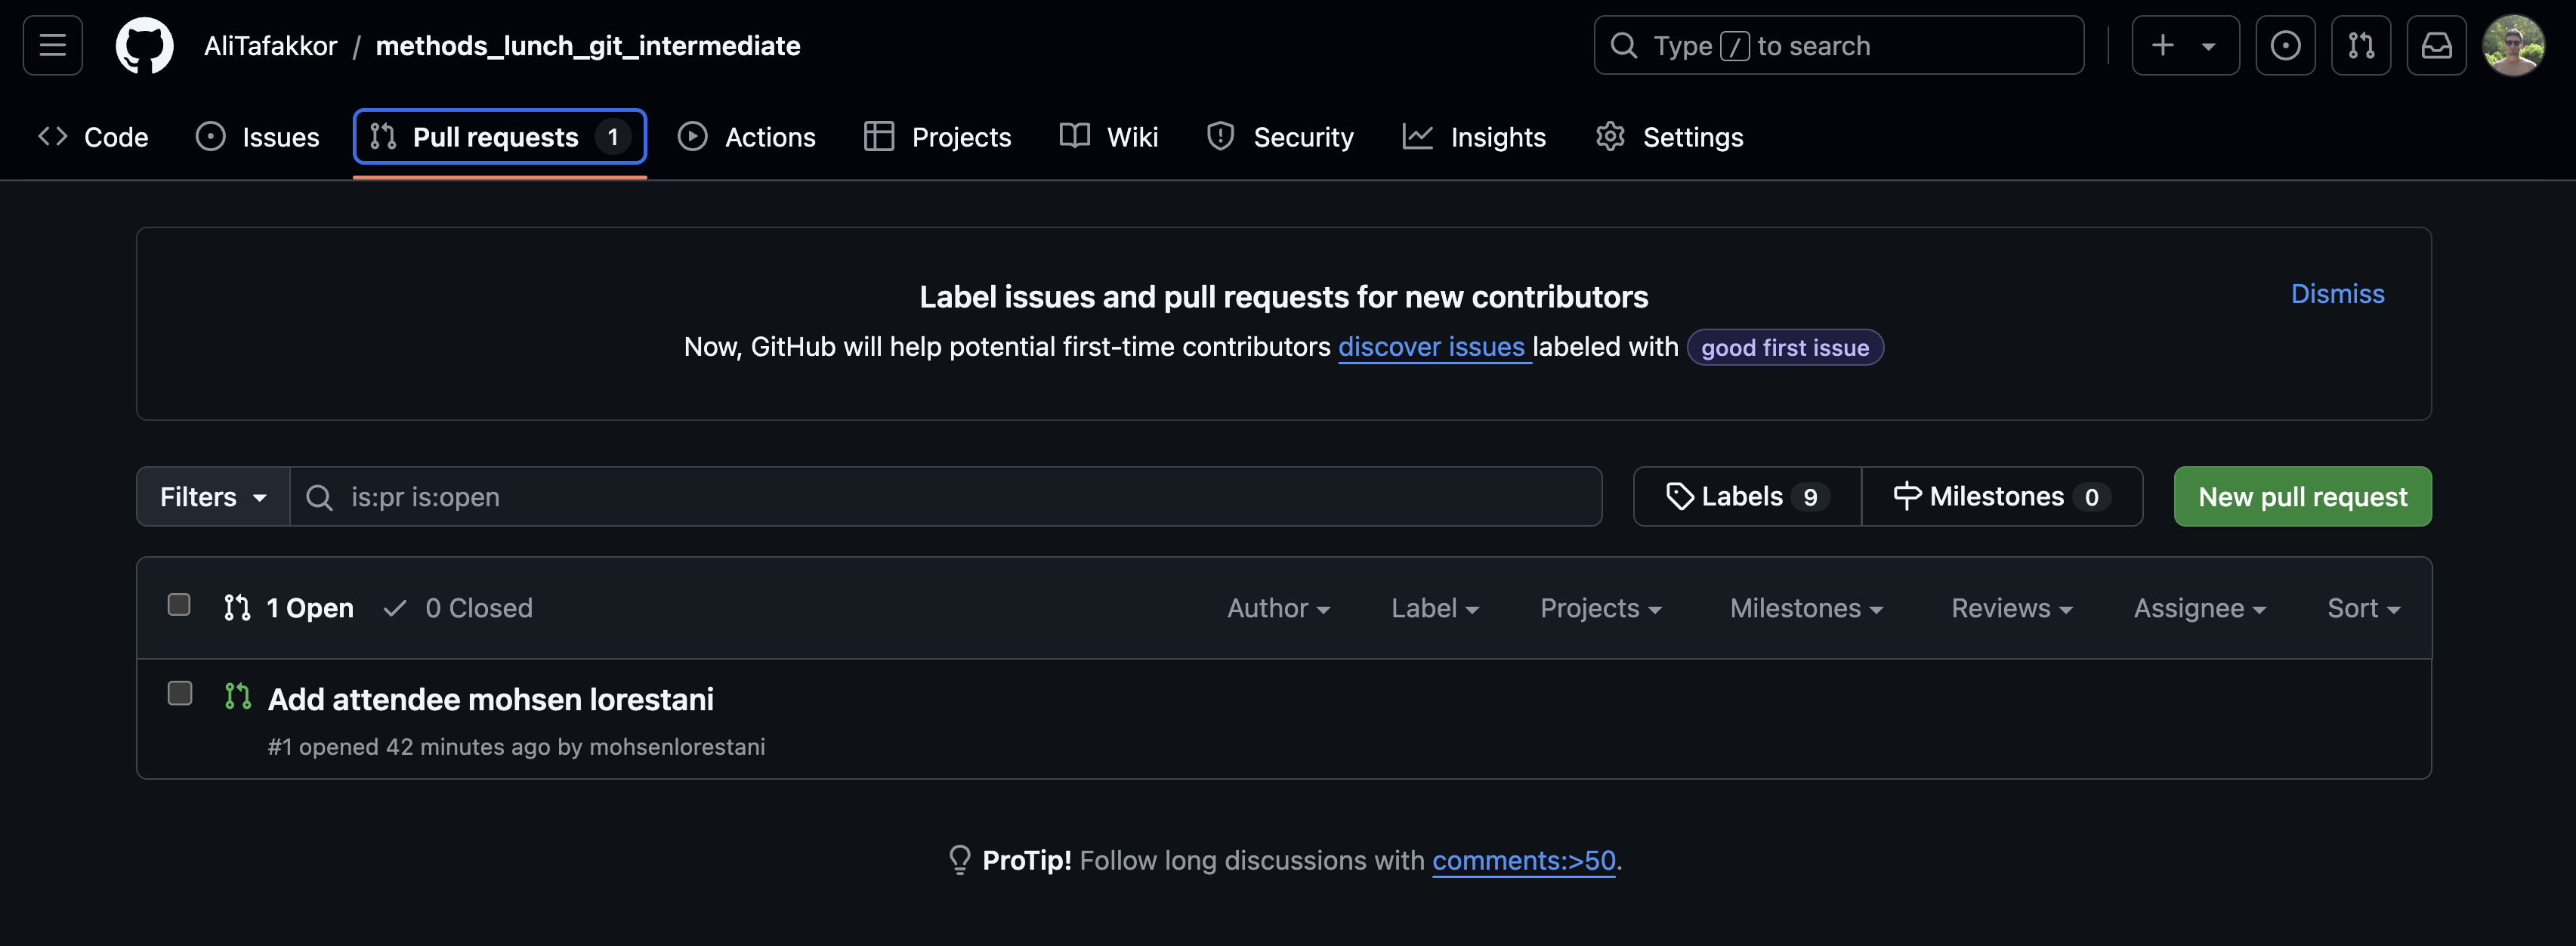 AliTafakkor / methods_lunch_git_intermediate
Type / to search
Code Issues Pull requests 1 Actions Projects Wiki Security Insights Settings
Label issues and pull requests for new contributors
Dismiss
Now, GitHub will help potential first-time contributors discover issues labeled with good first issue
Filters is:pr is:open Labels 9 Milestones 0 New pull request
1 Open 0 Closed Author Label Projects Milestones Reviews Assignee Sort
Add attendee mohsen lorestani
#1 opened 42 minutes ago by mohsenlorestani
ProTip! Follow long discussions with comments:>50.